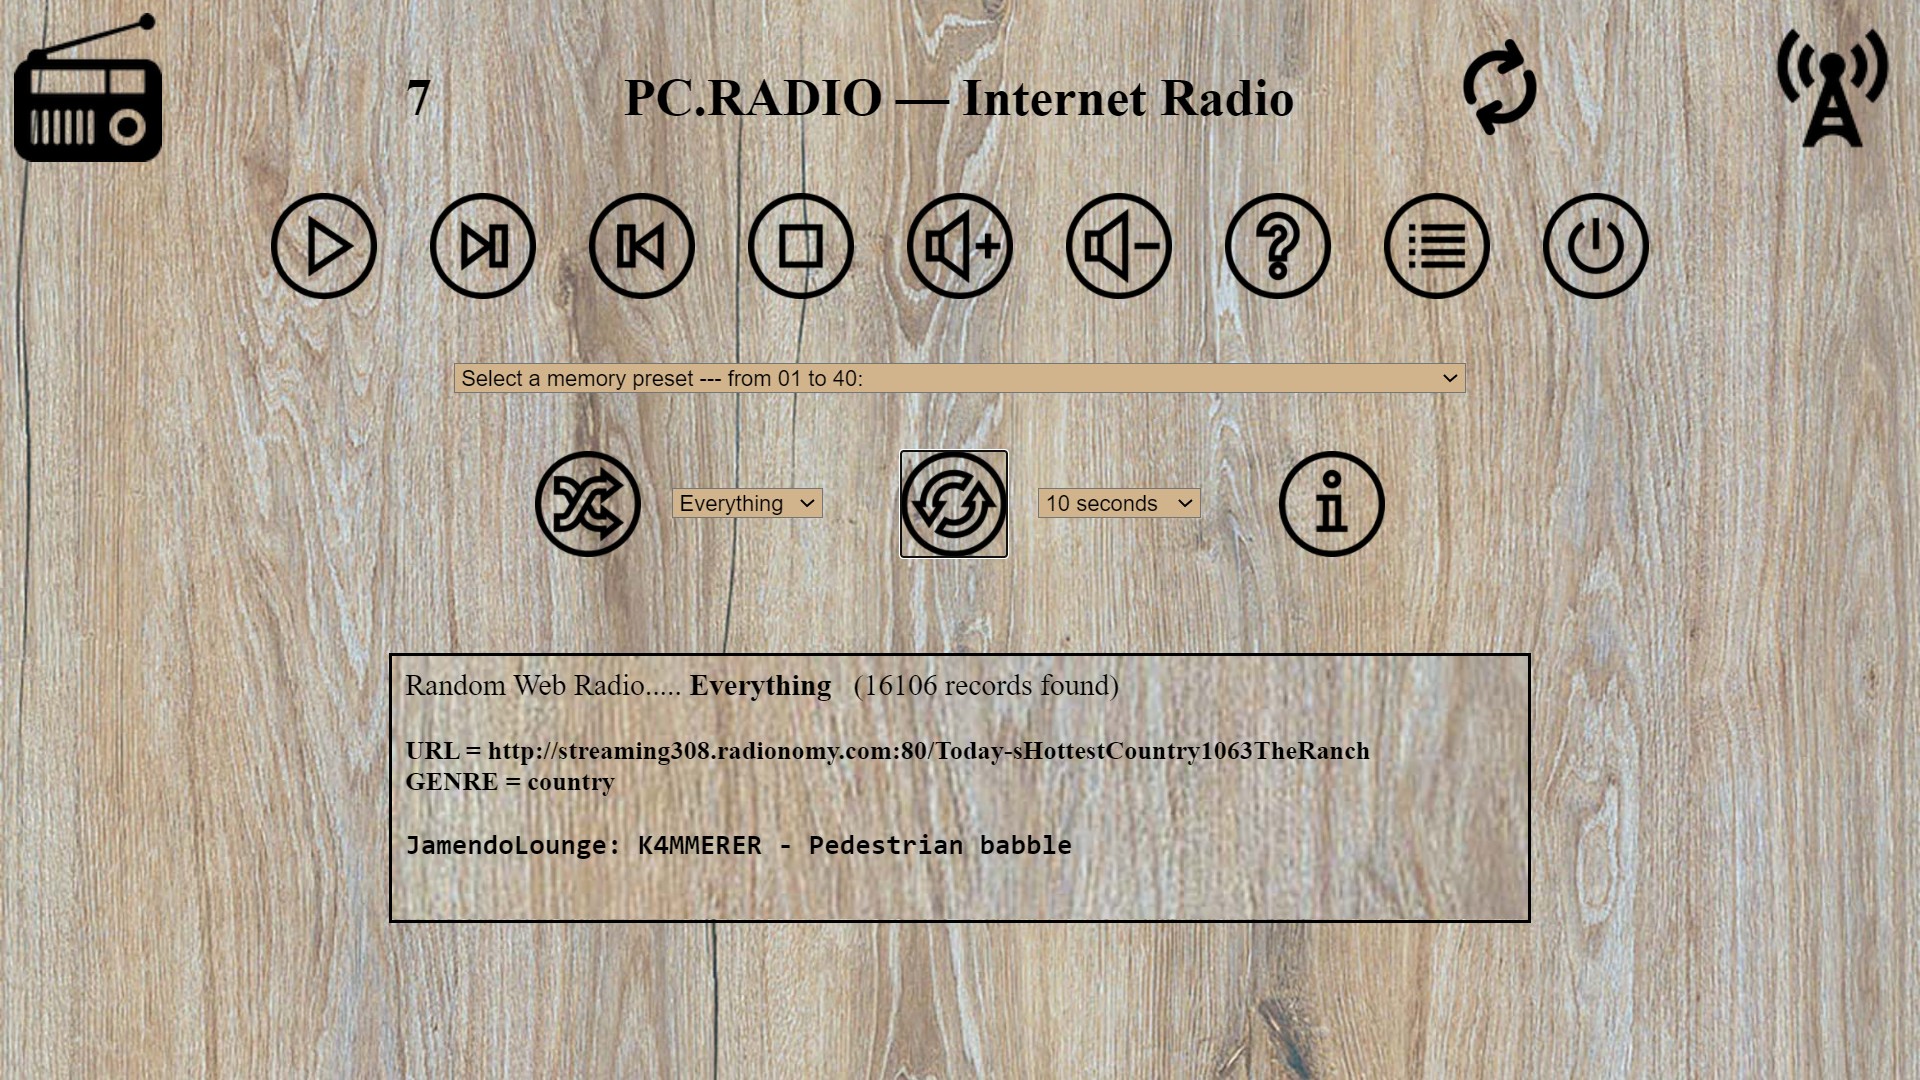 7
PC.RADIO — Internet Radio
Select a memory preset --- from 01 to 40:
Everything
10 seconds
Random Web Radio..... Everything (16106 records found)
URL = http://streaming308.radionomy.com:80/Today-sHottestCountry1063TheRanch
GENRE = country
JamendoLounge: K4MMERER - Pedestrian babble